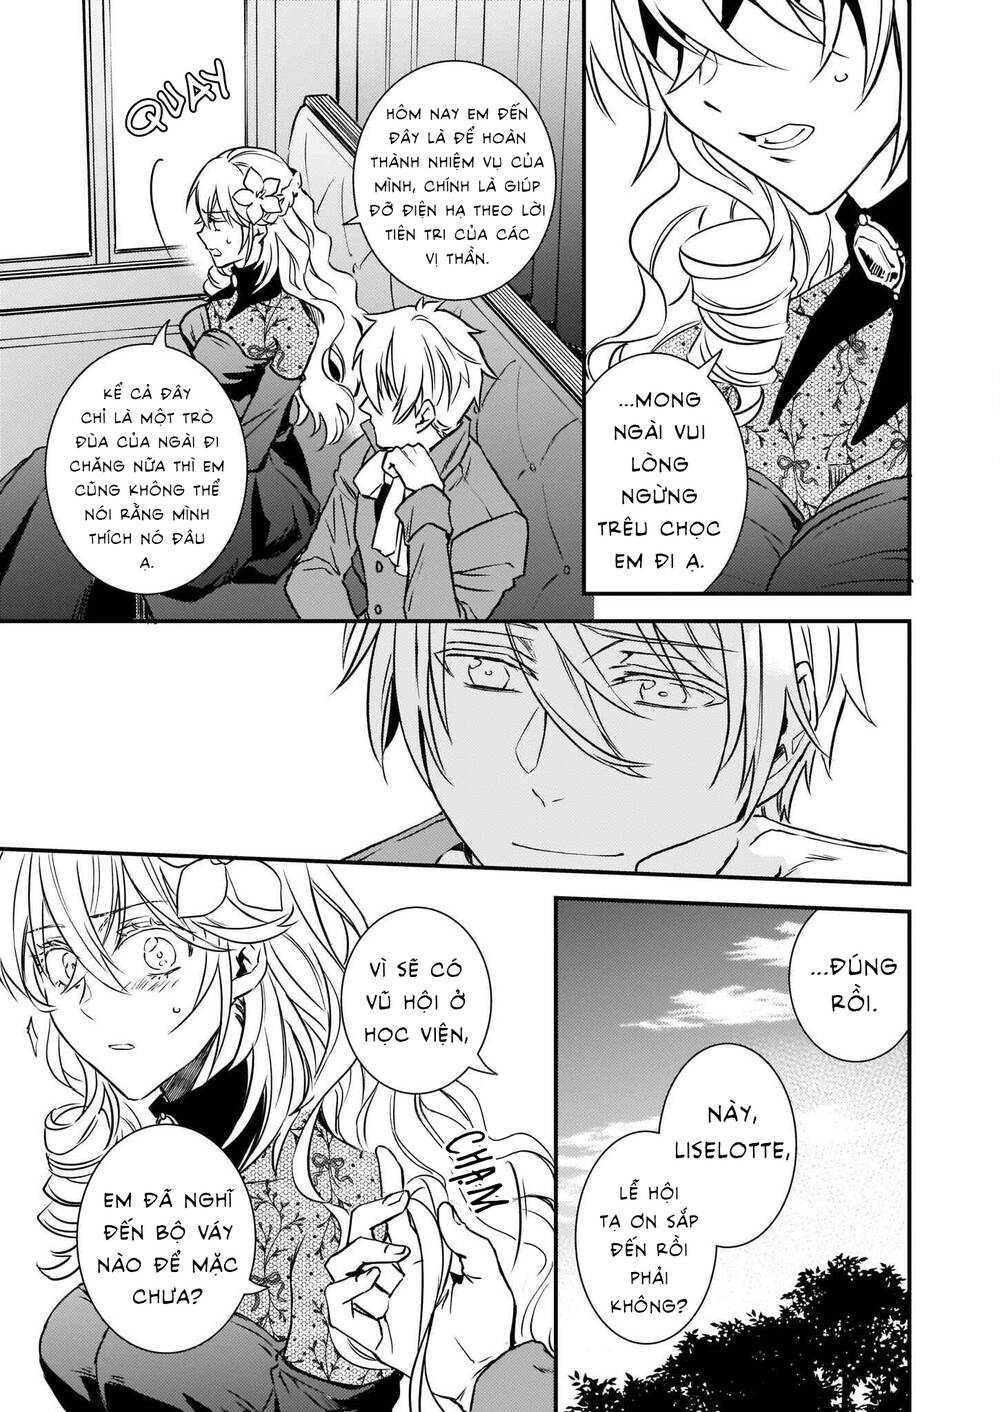 ...MONG
NGÀI VUI
LÒNG
NGỪNG
TRÊU CHỌC
EM ĐI Ạ.
HÔM NAY EM ĐẾN
ĐÂY LÀ ĐỂ HOÀN
THÀNH NHIỆM VỤ CỦA
MÌNH, CHÍNH LÀ GIÚP
ĐỠ ĐIỆN HẠ THEO LỜI
TIÊN TRI CỦA CÁC
VỊ THẦN.
QUAY
KỂ CẢ ĐÂY
CHỈ LÀ MỘT TRÒ
ĐÙA CỦA NGÀI ĐI
CHĂNG NỮA THÌ EM
CŨNG KHÔNG THỂ
NÓI RẰNG MÌNH
THÍCH NÓ ĐÂU
Ạ.
...ĐÚNG
RỒI.
NÀY,
LISELOTTE,
LỄ HỘI
TẠ ƠN SẮP
ĐẾN RỒI
PHẢI
KHÔNG?
VÌ SẼ CÓ
VŨ HỘI Ở
HỌC VIỆN,
CHẠM
EM ĐÃ NGHĨ
ĐẾN BỘ VÁY
NÀO ĐỂ MẶC
CHƯA?